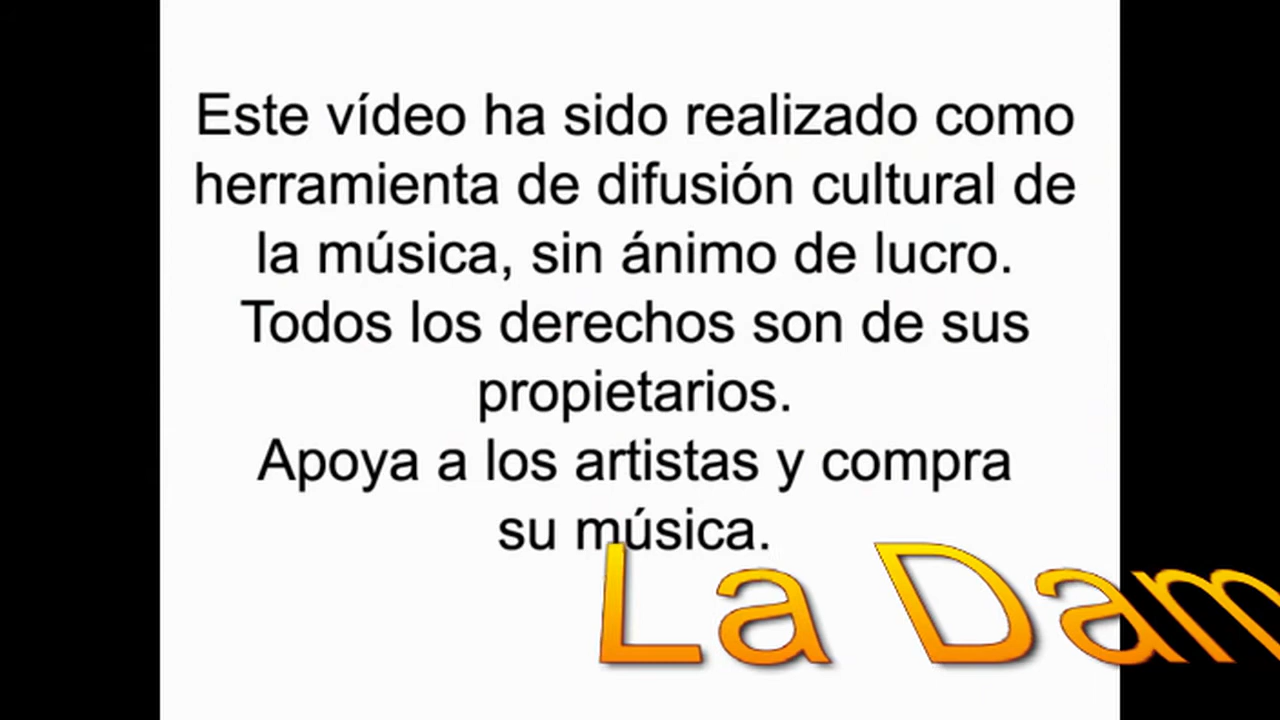 Este vídeo ha sido realizado como
herramienta de difusión cultural de
la música, sin ánimo de lucro.
Todos los derechos son de sus
propietarios.
Apoya a los artistas y compra
su música.
La Dam